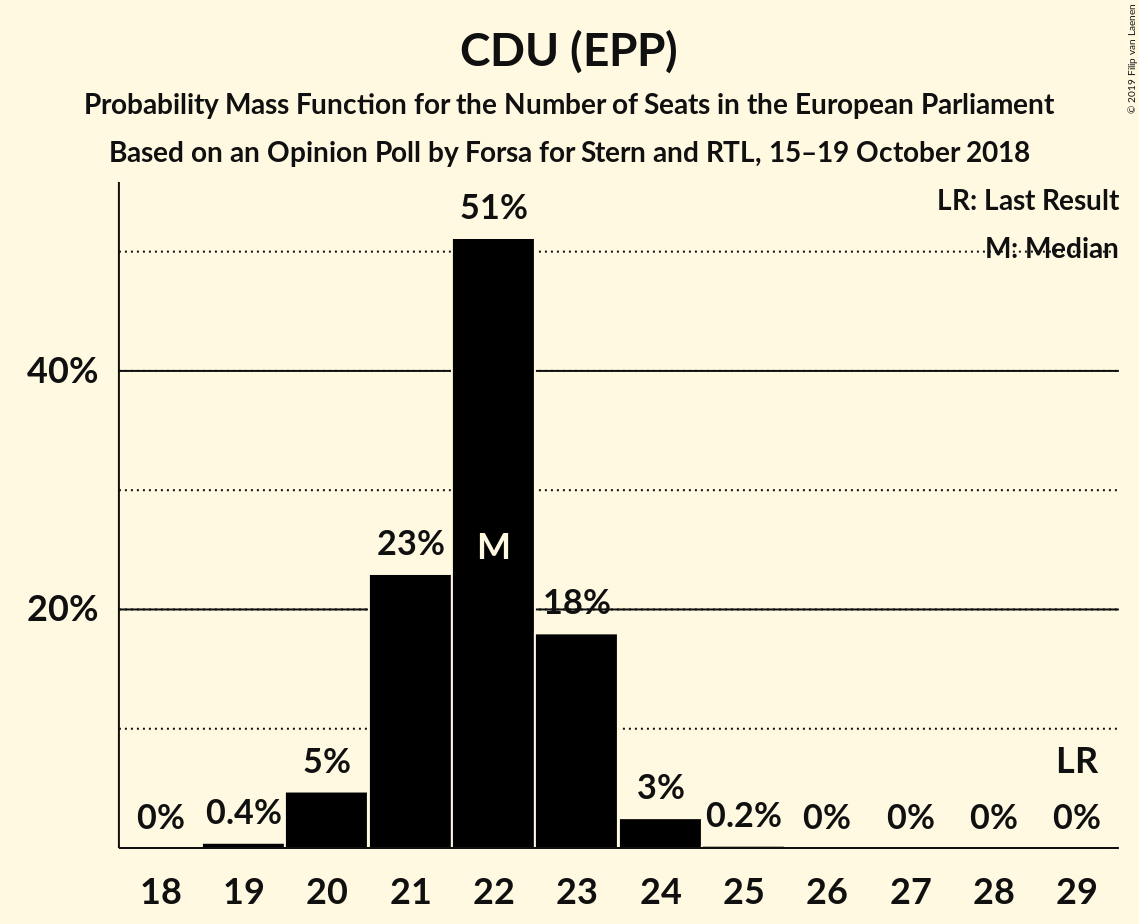 CDU (EPP)
Probability Mass Function for the Number of Seats in the European Parliament
Based on an Opinion Poll by Forsa for Stern and RTL, 15–19 October 2018
© 2019 Filip van Laenen
LR: Last Result
M: Median
40%
20%
0%
0.4%
5%
23%
51%
M
18%
3%
0.2%
0%
0%
0%
LR
0%
18 19 20 21 22 23 24 25 26 27 28 29